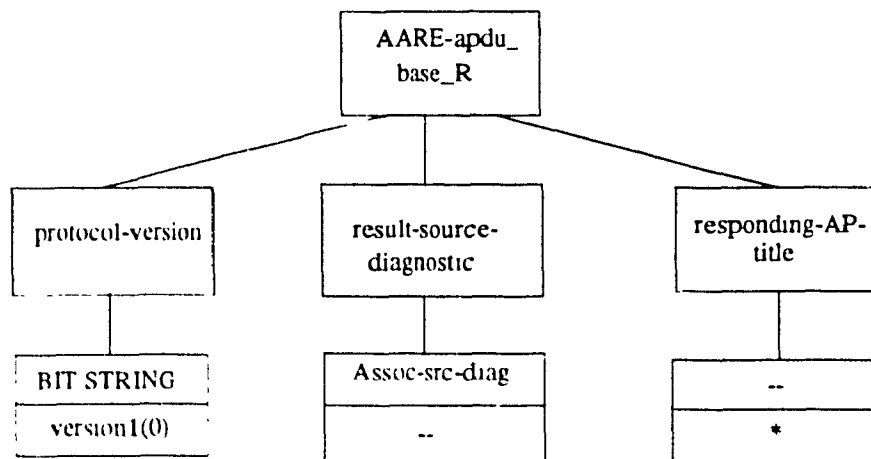 AARE-apdu_
base_R
protocol-version
result-source-
diagnostic
responding-AP-
title
BIT STRING
version1(0)
Assoc-src-diag
--
--
*